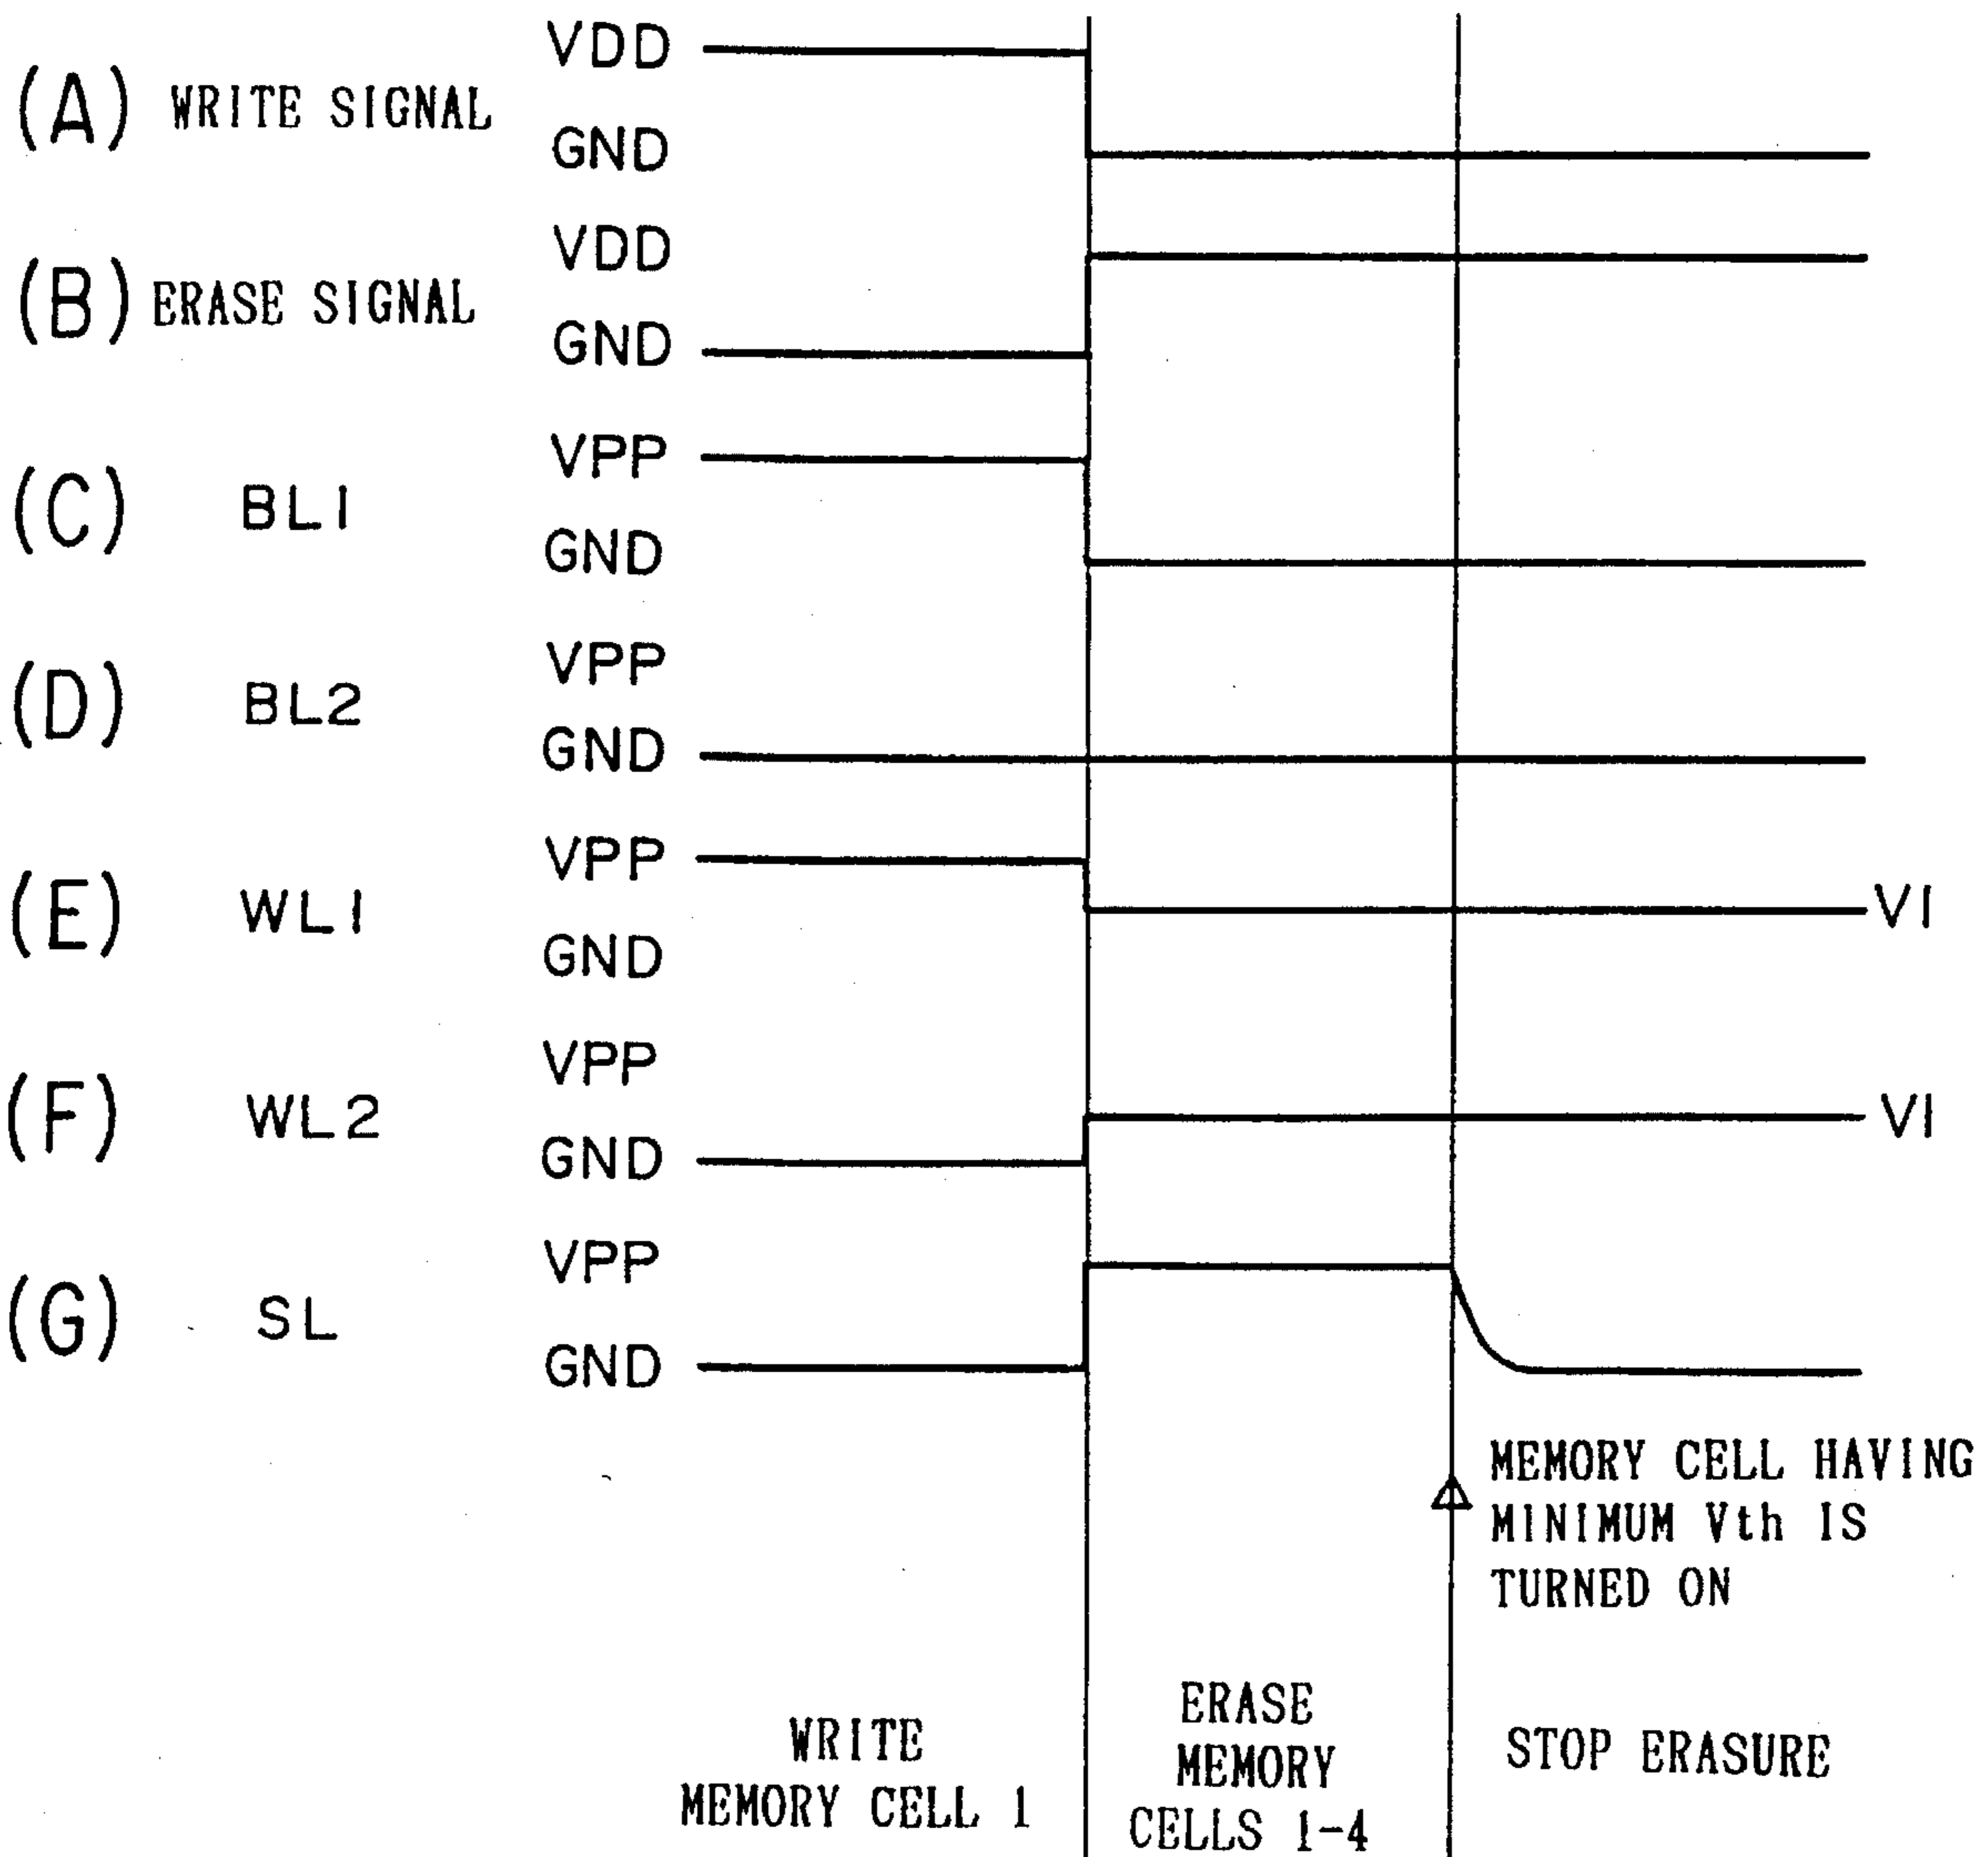 VDD
(A) WRITE SIGNAL
GND
VDD
(B) ERASE SIGNAL
GND
VPP
(C) BL1
GND
VPP
(D) BL2
GND
VPP
(E) WL1 VI
GND
VPP
(F) WL2 VI
GND
VPP
(G) SL
GND
MEMORY CELL HAVING
MINIMUM Vth IS
TURNED ON
WRITE
MEMORY CELL 1
ERASE
MEMORY
CELLS 1-4
STOP ERASURE